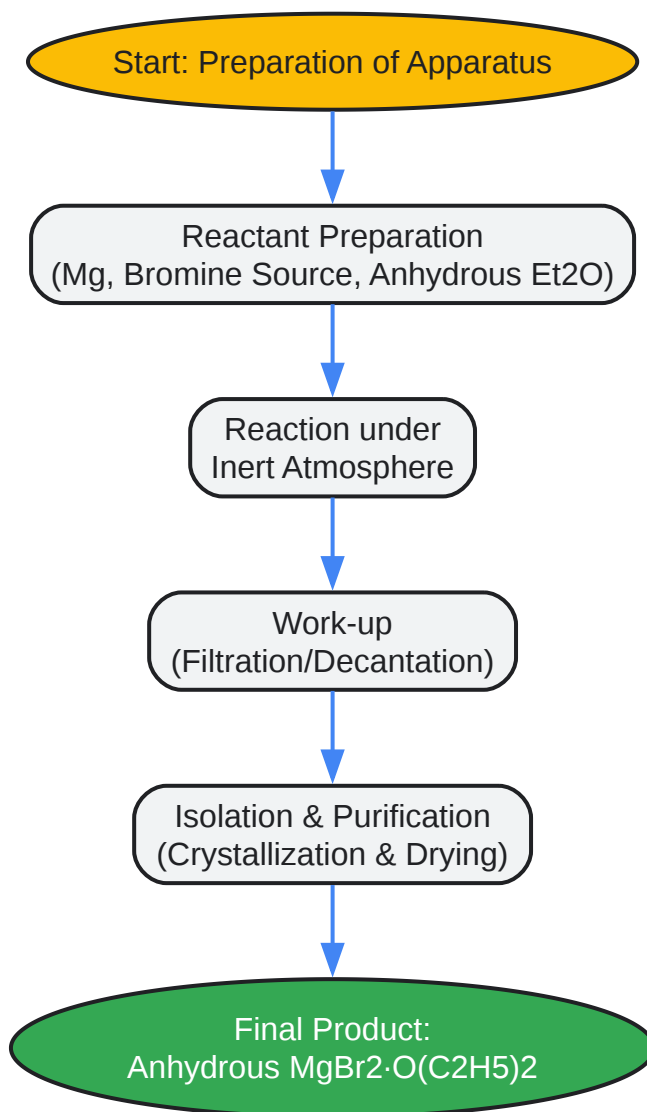 Start: Preparation of Apparatus
Reactant Preparation
(Mg, Bromine Source, Anhydrous Et2O)
Reaction under
Inert Atmosphere
Work-up
(Filtration/Decantation)
Isolation & Purification
(Crystallization & Drying)
Final Product:
Anhydrous MgBr2·O(C2H5)2